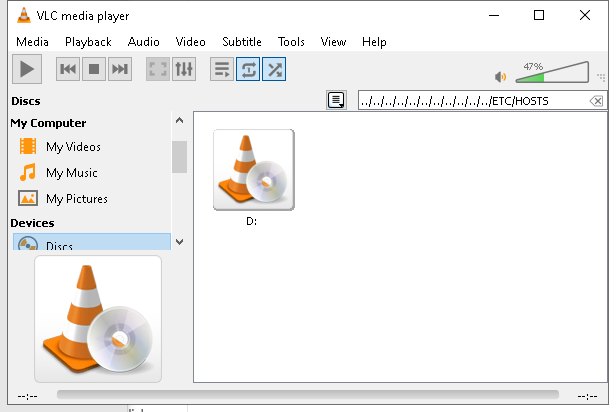 VLC media player
Media Playback Audio Video Subtitle Tools View Help
47%
Discs
../../../../../../../../../../../ETC/HOSTS
My Computer
My Videos
My Music
My Pictures
Devices
Discs
D:
--:-- --:--